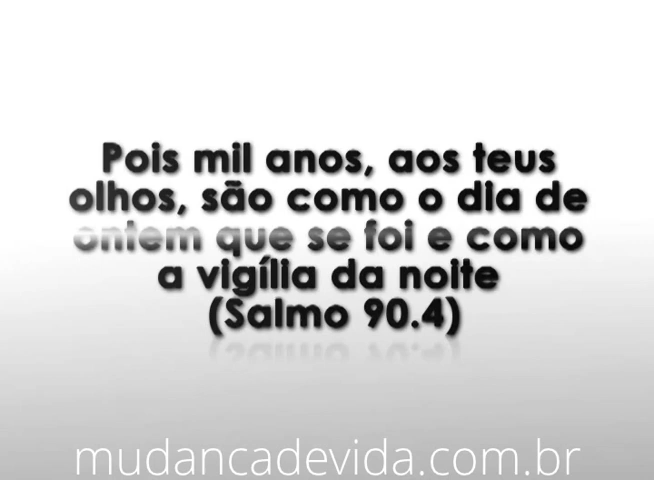 Pois mil anos, aos teus
olhos, são como o dia de
ontem que se foi e como
a vigília da noite
(Salmo 90.4)
mudancadevida.com.br